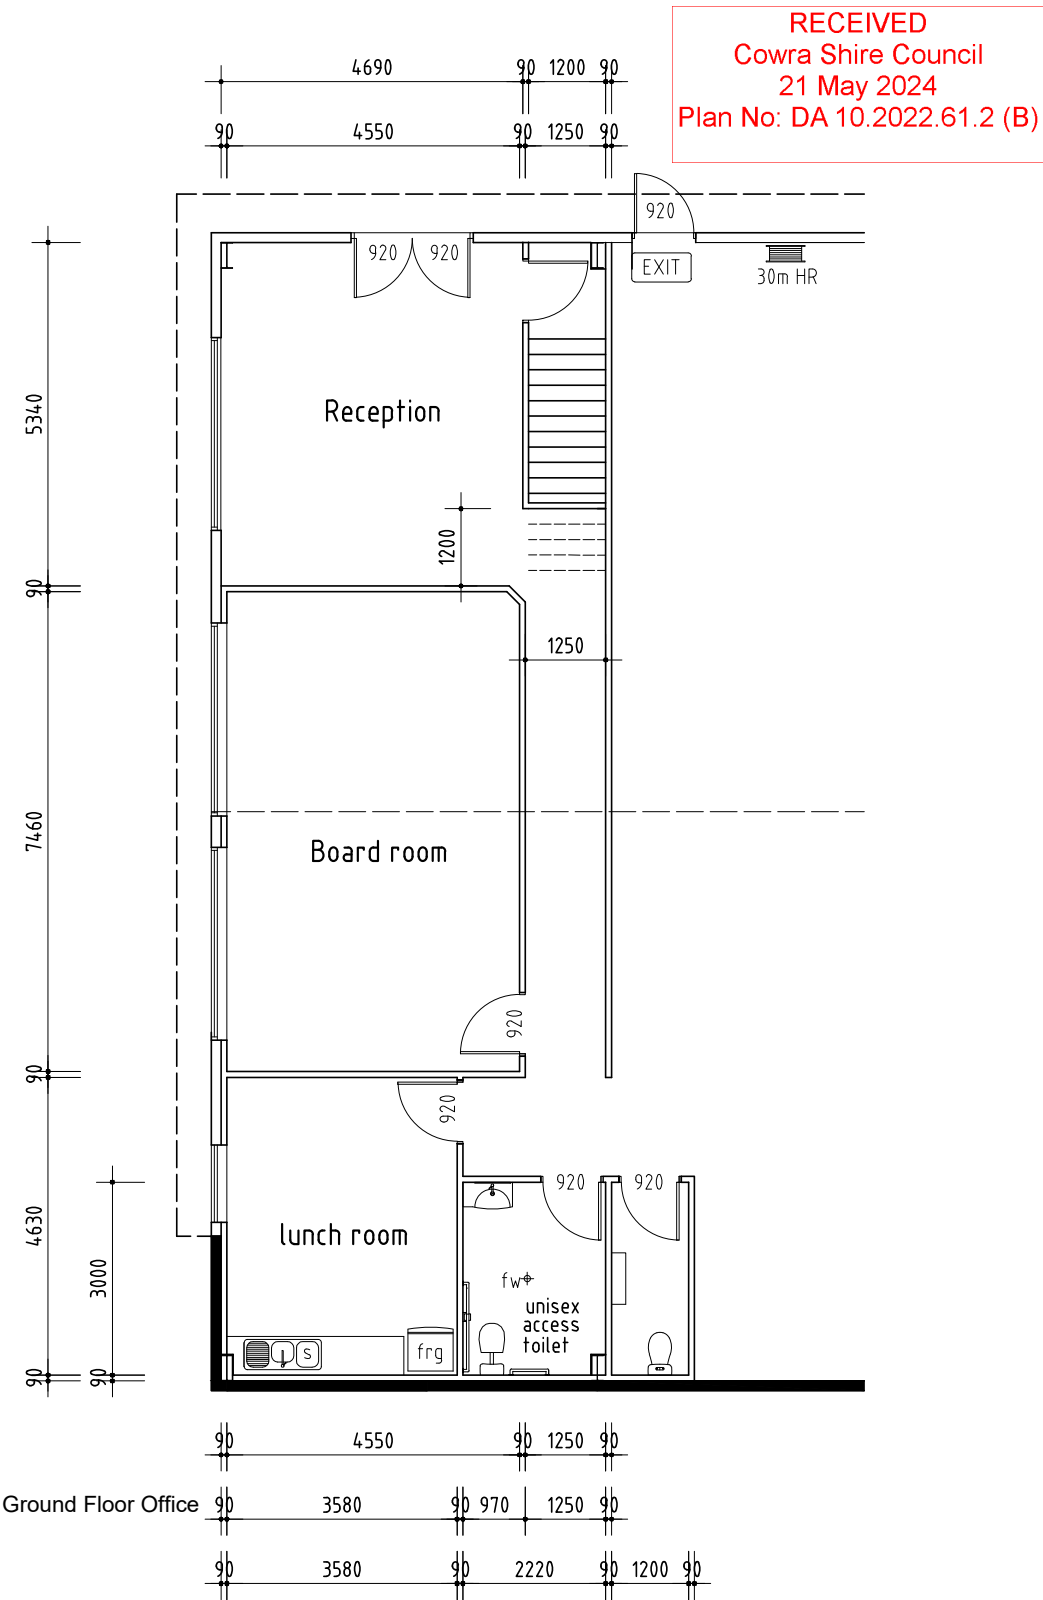 RECEIVED
Cowra Shire Council
21 May 2024
Plan No: DA 10.2022.61.2 (B)
4690 90 1200 90
90 4550 90 1250 90
920
920 920
EXIT
30m HR
Reception
5340
1200
90
1250
7460
Board room
920
90
920
920 920
4630
lunch room
3000
fw
unisex
access
toilet
S
frg
90 90
90 4550 90 1250 90
Ground Floor Office
90 3580 90 970 1250 90
90 3580 90 2220 90 1200 90